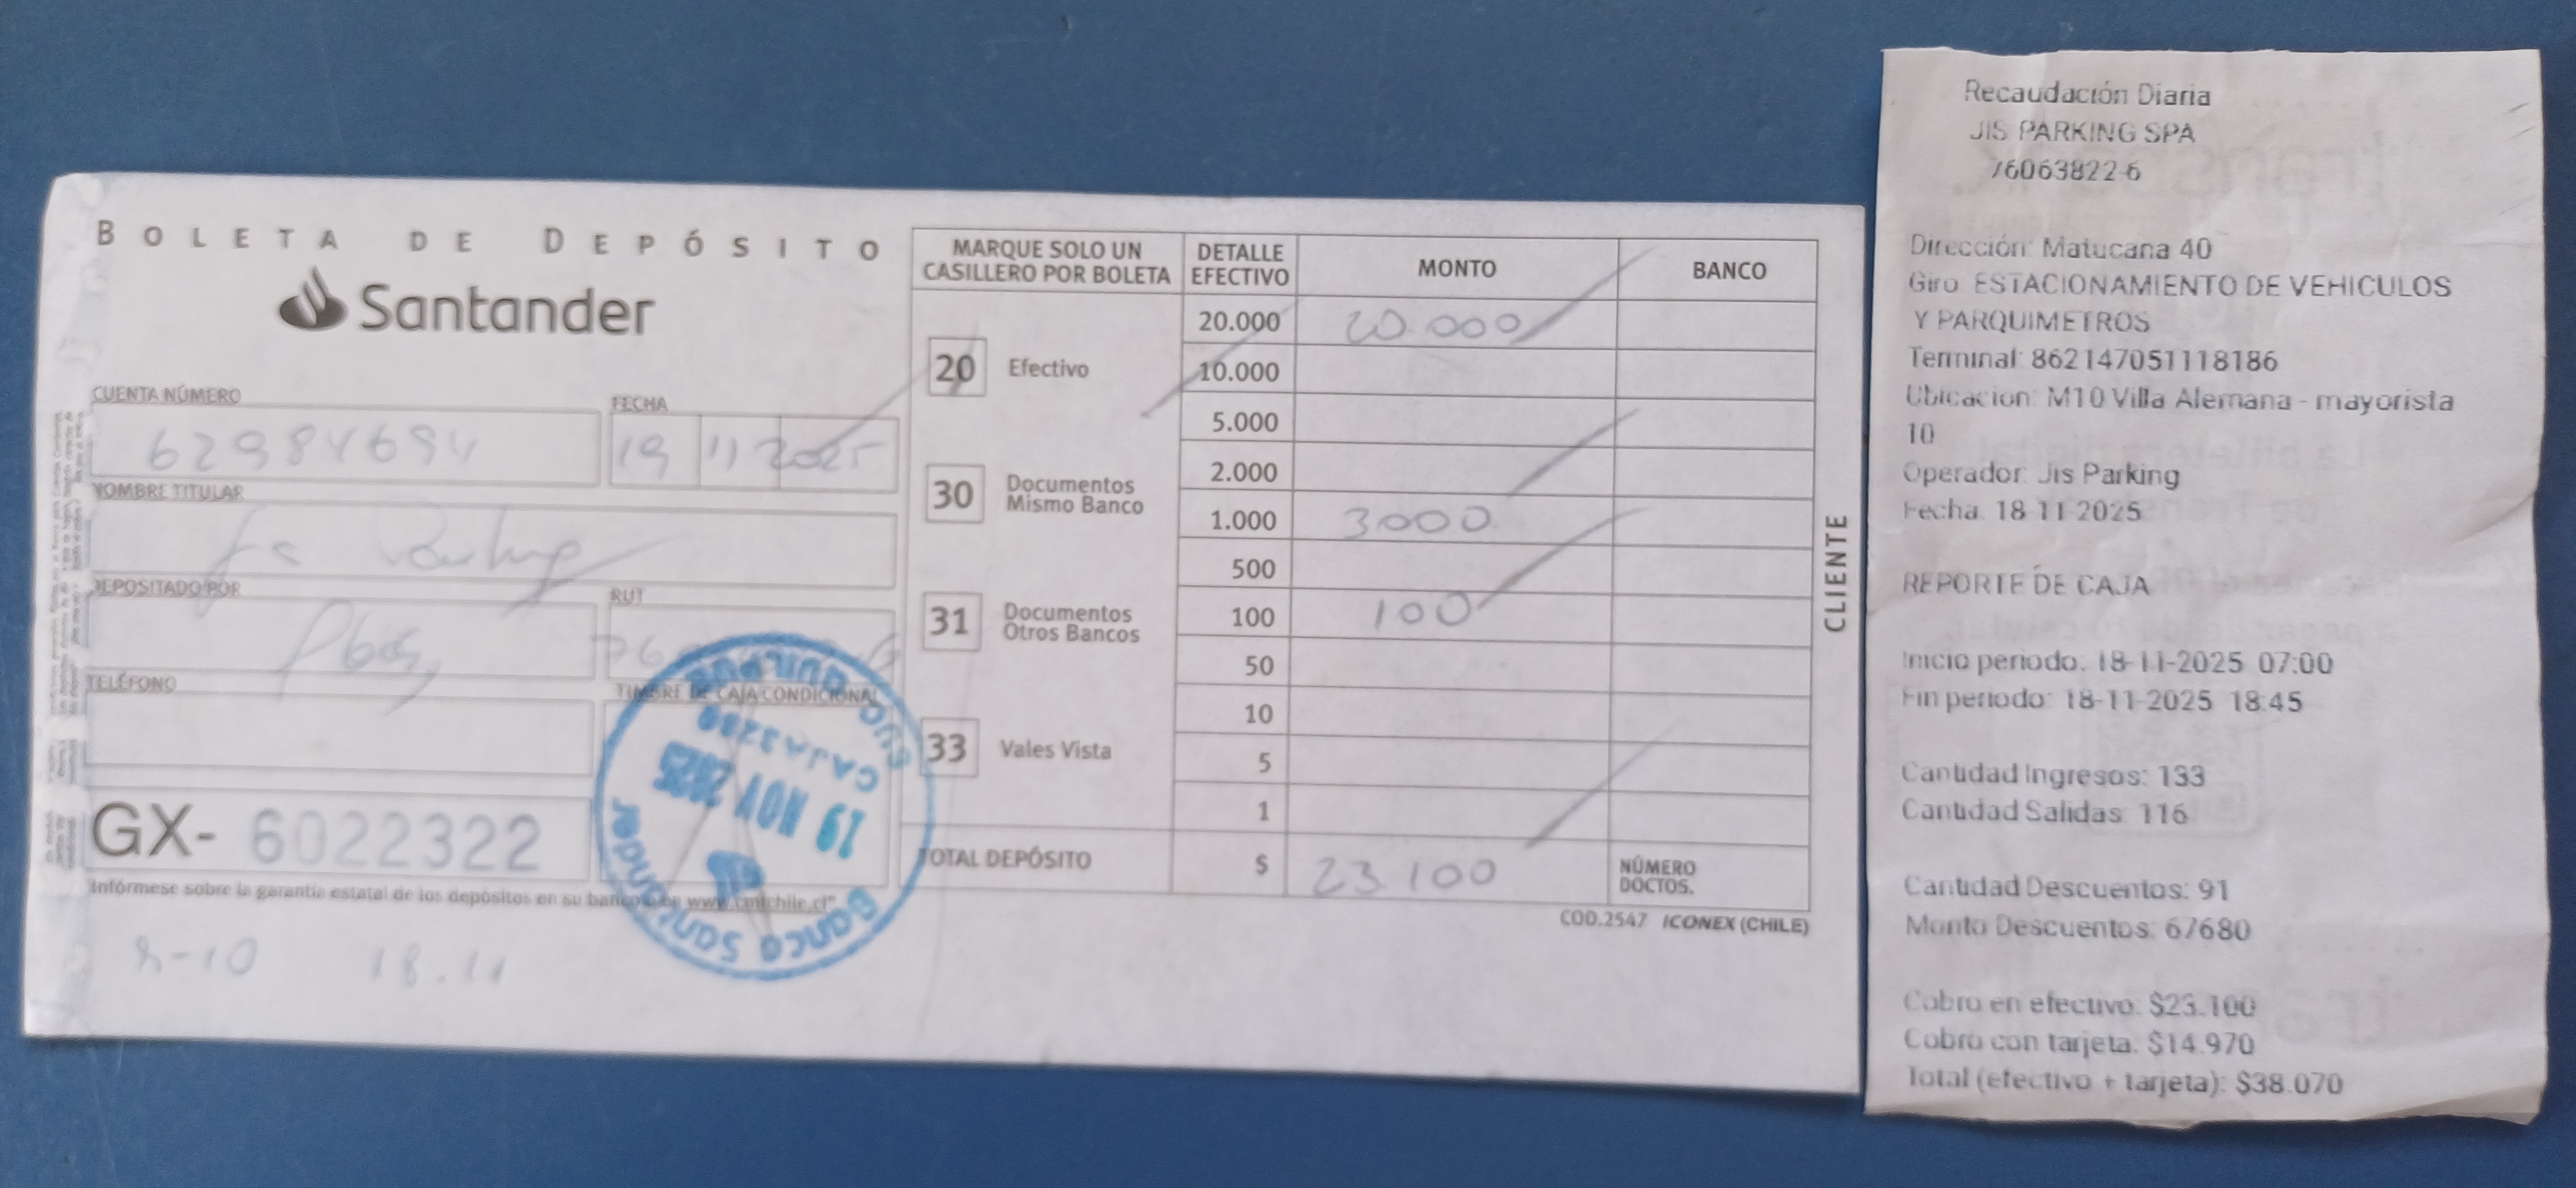 BOLETA DE DEPÓSITO
Santander
CUENTA NÚMERO
62984694
FECHA
19 11 2025
NOMBRE TITULAR
DEPOSITADO POR
RUT
TELÉFONO
TIMBRE DE CAJA CONDICIONAL
GX- 6022322
"Infórmese sobre la garantía estatal de los depósitos en su banco o en www.cmfchile.cl"
Banco Santander
19 NOV 2025
CAJA 3
SUC QUILPUE
18.11
MARQUE SOLO UN CASILLERO POR BOLETA
20 Efectivo
30 Documentos Mismo Banco
31 Documentos Otros Bancos
33 Vales Vista
DETALLE EFECTIVO MONTO BANCO
20.000 20.000
10.000
5.000
2.000
1.000 3000
500
100 100
50
10
5
1
TOTAL DEPÓSITO $ 23 100 NÚMERO DOCTOS.
COD.2547 ICONEX (CHILE)
CLIENTE
Recaudación Diaria
JIS PARKING SPA
76063822-6
Dirección: Matucana 40
Giro: ESTACIONAMIENTO DE VEHICULOS
Y PARQUIMETROS
Terminal: 862147051118186
Ubicacion: M10 Villa Alemana - mayorista
10
Operador: Jis Parking
Fecha: 18-11-2025
REPORTE DE CAJA
Inicio periodo: 18-11-2025 07:00
Fin periodo: 18-11-2025 18:45
Cantidad Ingresos: 133
Cantidad Salidas: 116
Cantidad Descuentos: 91
Monto Descuentos: 67680
Cobro en efectivo: $23.100
Cobro con tarjeta: $14.970
Total (efectivo + tarjeta): $38.070